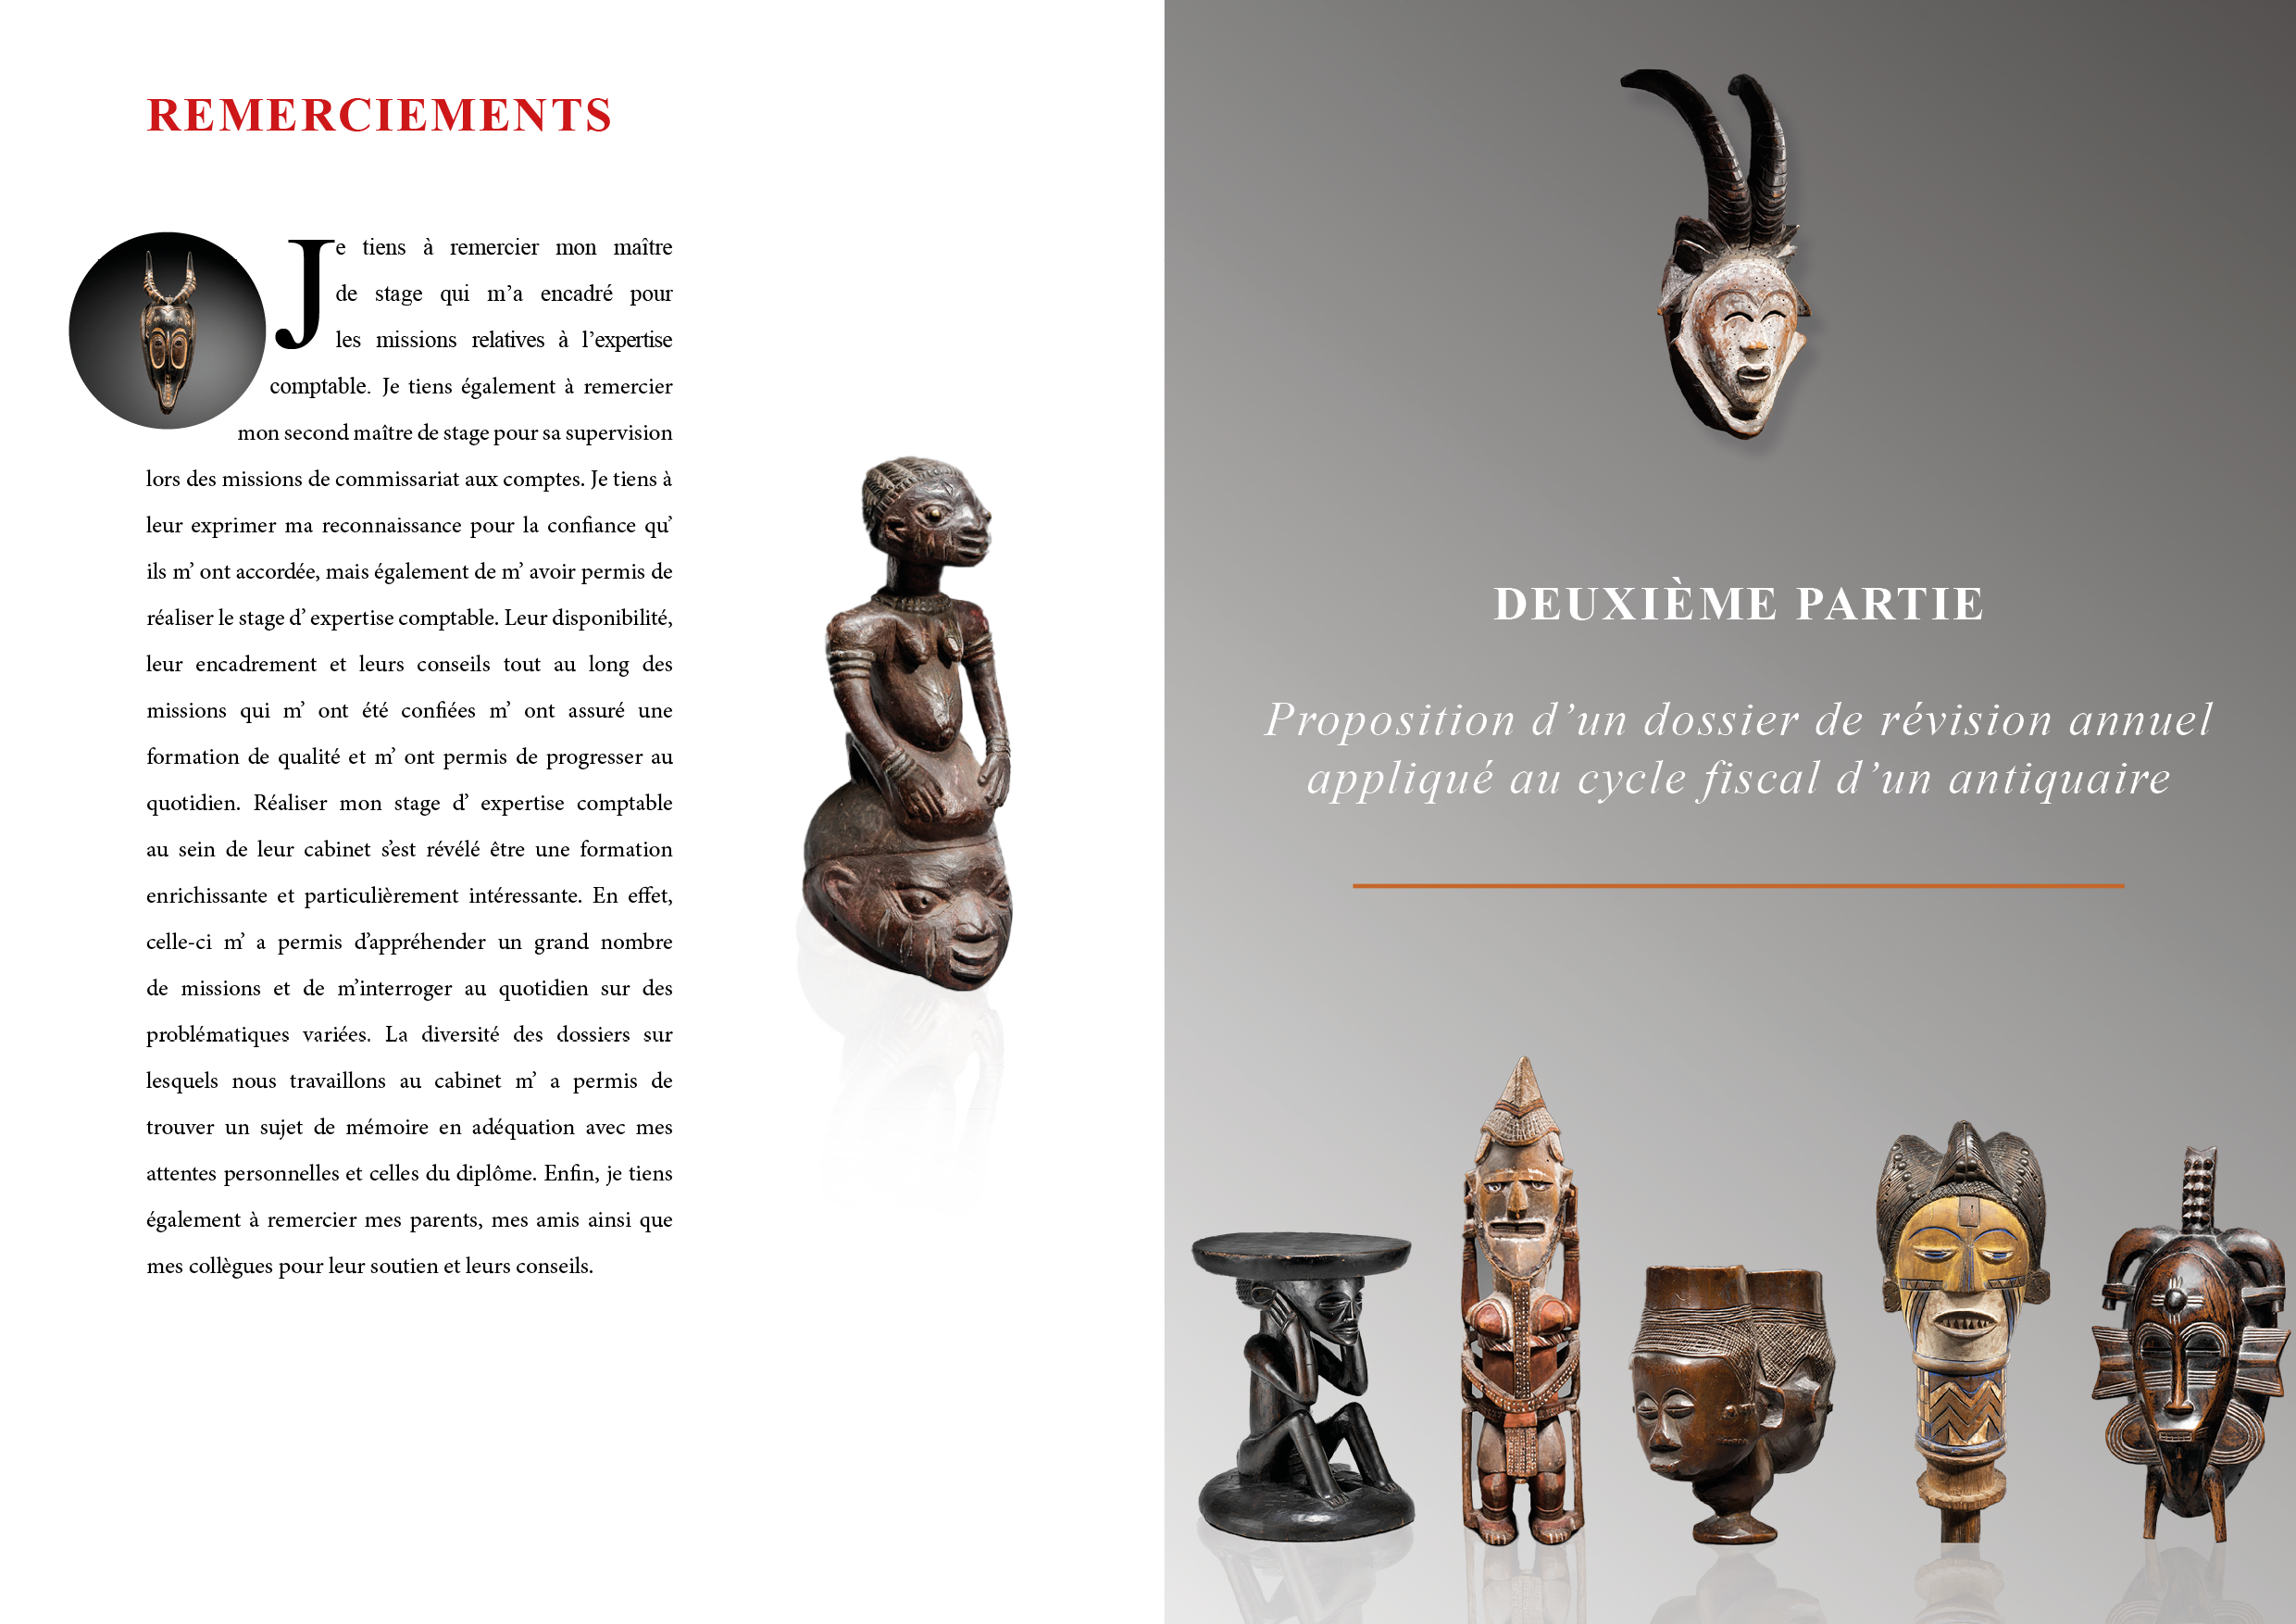 REMERCIEMENTS
Je tiens à remercier mon maître
de stage qui m’a encadré pour
les missions relatives à l’expertise
comptable. Je tiens également à remercier
mon second maître de stage pour sa supervision
lors des missions de commissariat aux comptes. Je tiens à
leur exprimer ma reconnaissance pour la confiance qu’
ils m’ ont accordée, mais également de m’ avoir permis de
réaliser le stage d’ expertise comptable. Leur disponibilité,
leur encadrement et leurs conseils tout au long des
missions qui m’ ont été confiées m’ ont assuré une
formation de qualité et m’ ont permis de progresser au
quotidien. Réaliser mon stage d’ expertise comptable
au sein de leur cabinet s’est révélé être une formation
enrichissante et particulièrement intéressante. En effet,
celle-ci m’ a permis d’appréhender un grand nombre
de missions et de m’interroger au quotidien sur des
problématiques variées. La diversité des dossiers sur
lesquels nous travaillons au cabinet m’ a permis de
trouver un sujet de mémoire en adéquation avec mes
attentes personnelles et celles du diplôme. Enfin, je tiens
également à remercier mes parents, mes amis ainsi que
mes collègues pour leur soutien et leurs conseils.
DEUXIÈME PARTIE
Proposition d’un dossier de révision annuel
appliqué au cycle fiscal d’un antiquaire